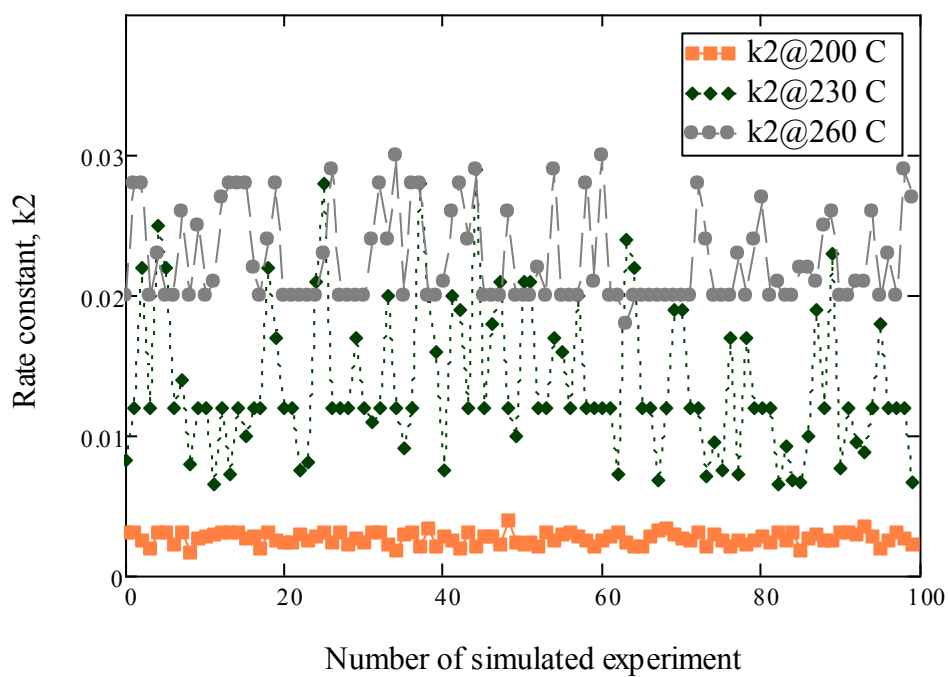 k2@200 C
k2@230 C
k2@260 C
0.03
0.02
0.01
0
0
20
40
60
80
100
Rate constant, k2
Number of simulated experiment